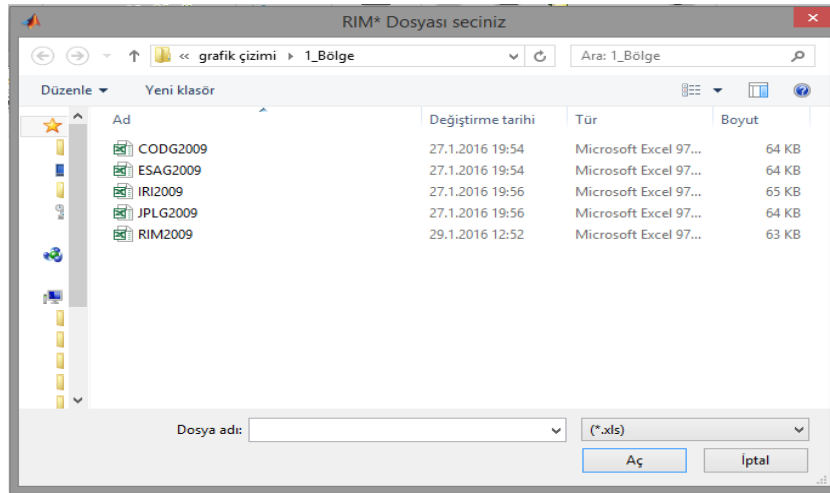 RIM* Dosyası seciniz
« grafik çizimi 1_Bölge Ara: 1_Bölge
Düzenle Yeni klasör
Ad Değiştirme tarihi Tür Boyut
CODG2009 27.1.2016 19:54 Microsoft Excel 97... 64 KB
ESAG2009 27.1.2016 19:54 Microsoft Excel 97... 64 KB
IRI2009 27.1.2016 19:56 Microsoft Excel 97... 65 KB
JPLG2009 27.1.2016 19:56 Microsoft Excel 97... 64 KB
RIM2009 29.1.2016 12:52 Microsoft Excel 97... 63 KB
Dosya adı: (*.xls)
Aç İptal